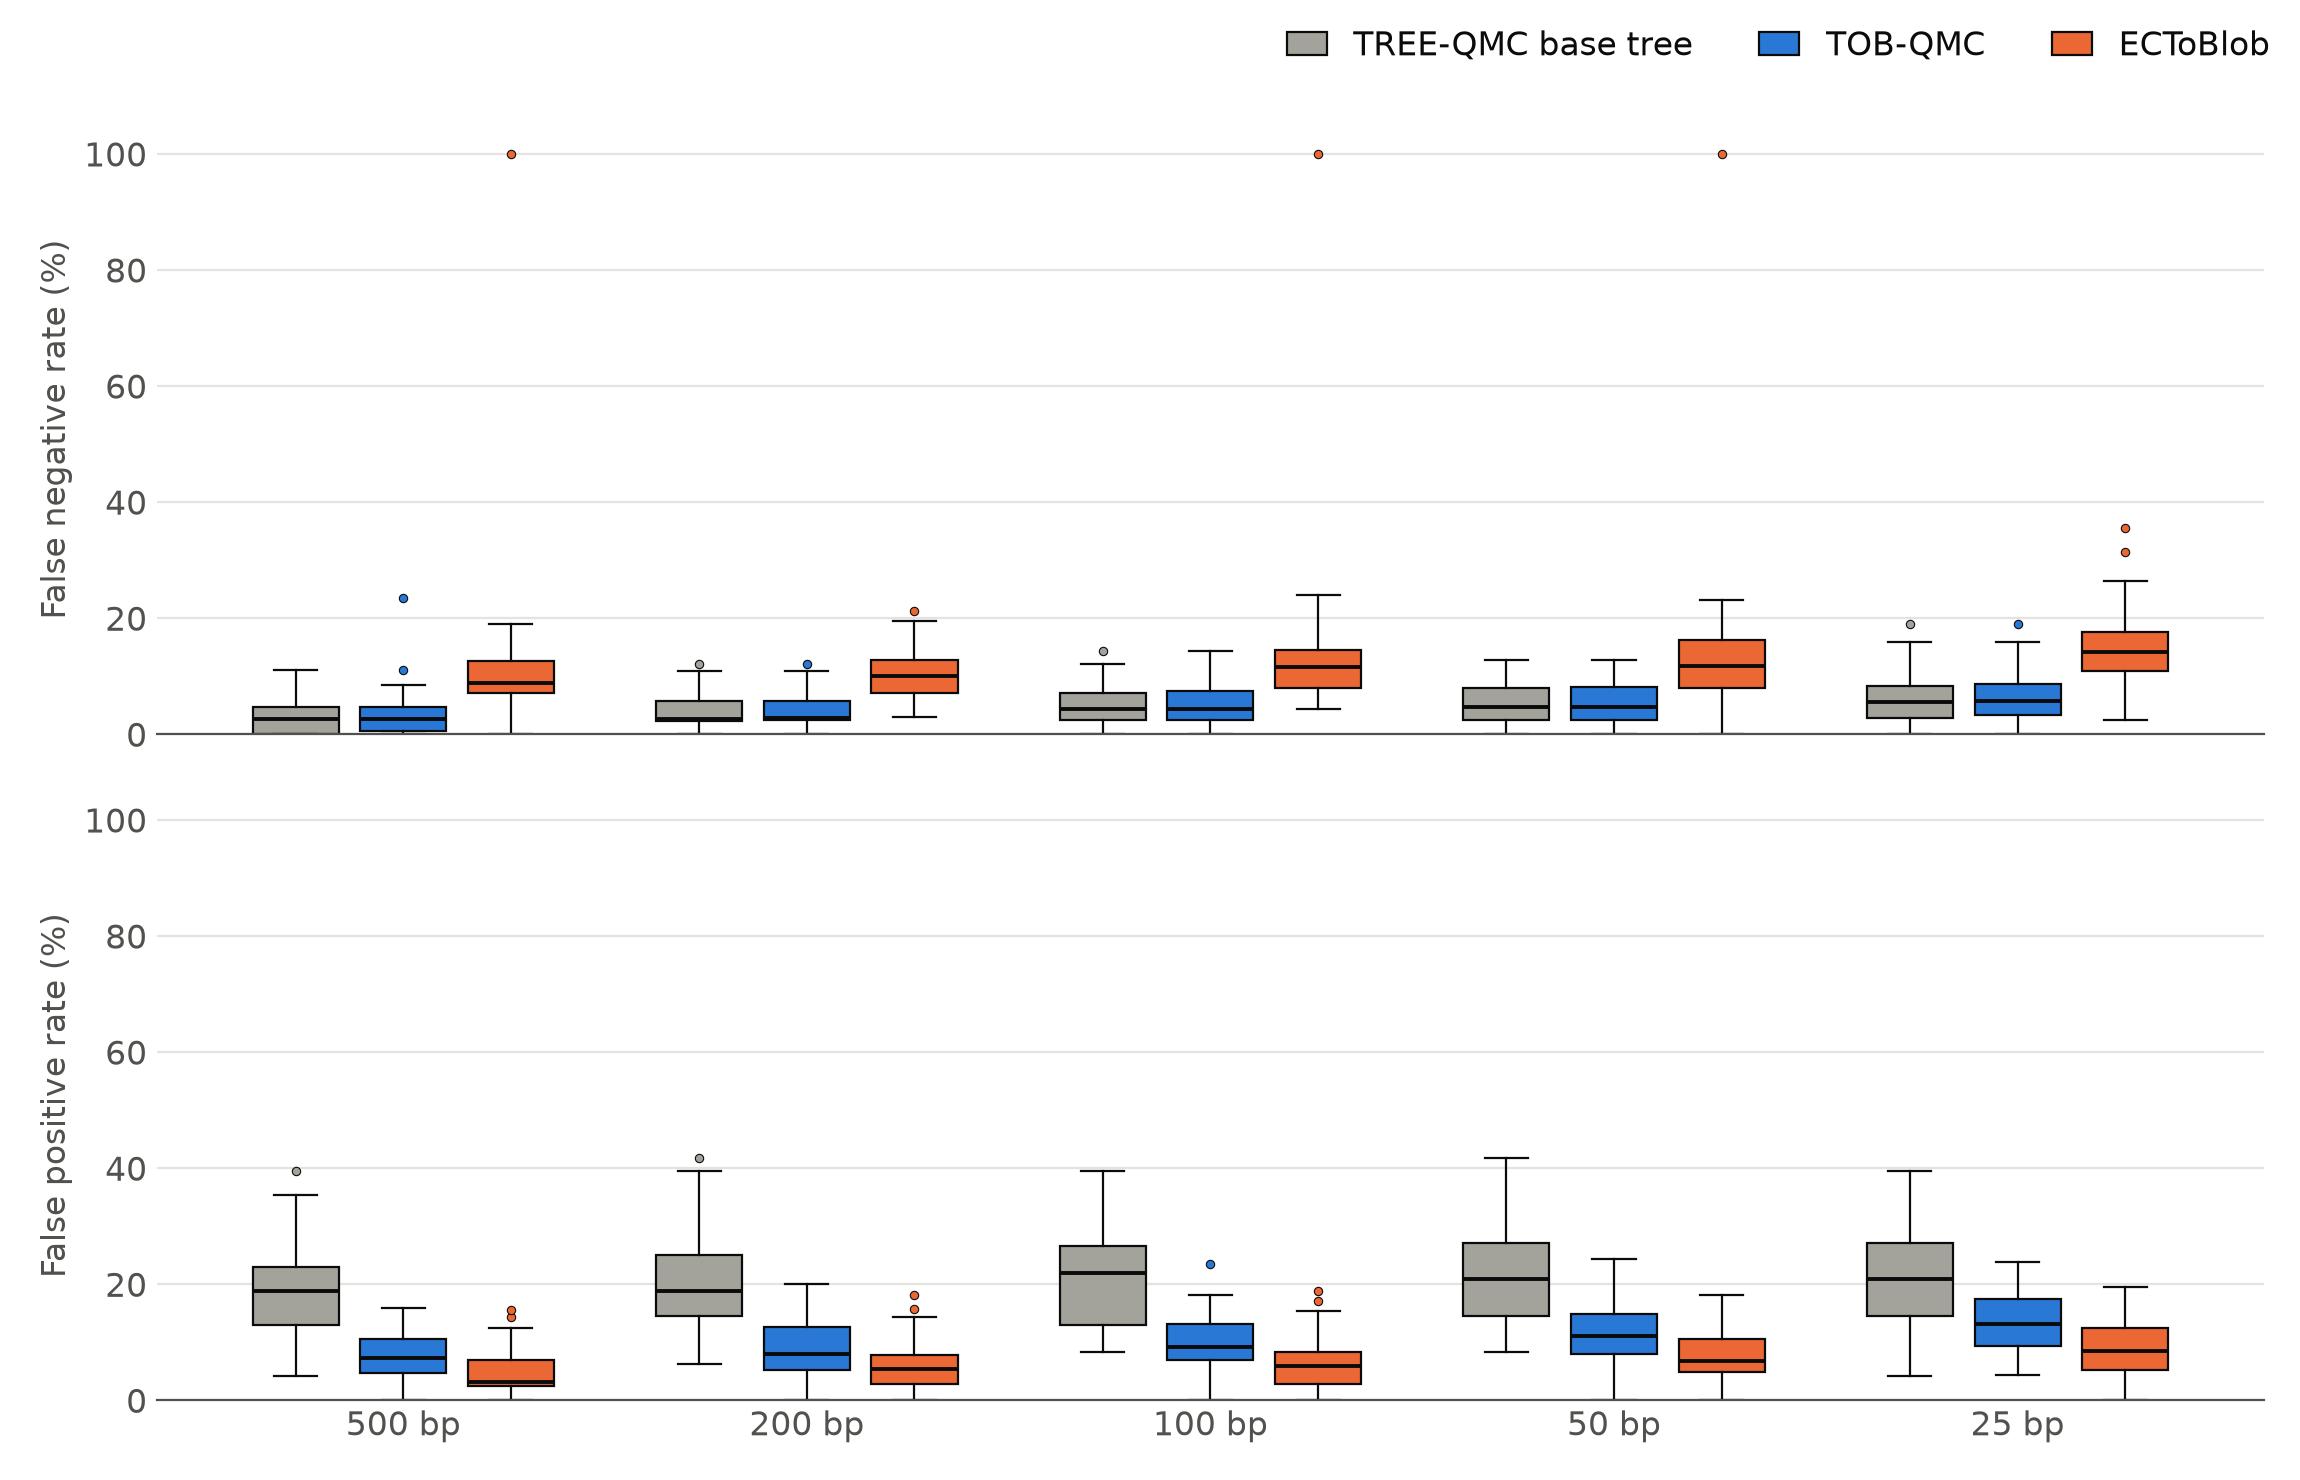 TREE-QMC base tree
TOB-QMC
ECToBlob
False negative rate (%)
100
80
60
40
20
0
False positive rate (%)
100
80
60
40
20
0
500 bp
200 bp
100 bp
50 bp
25 bp